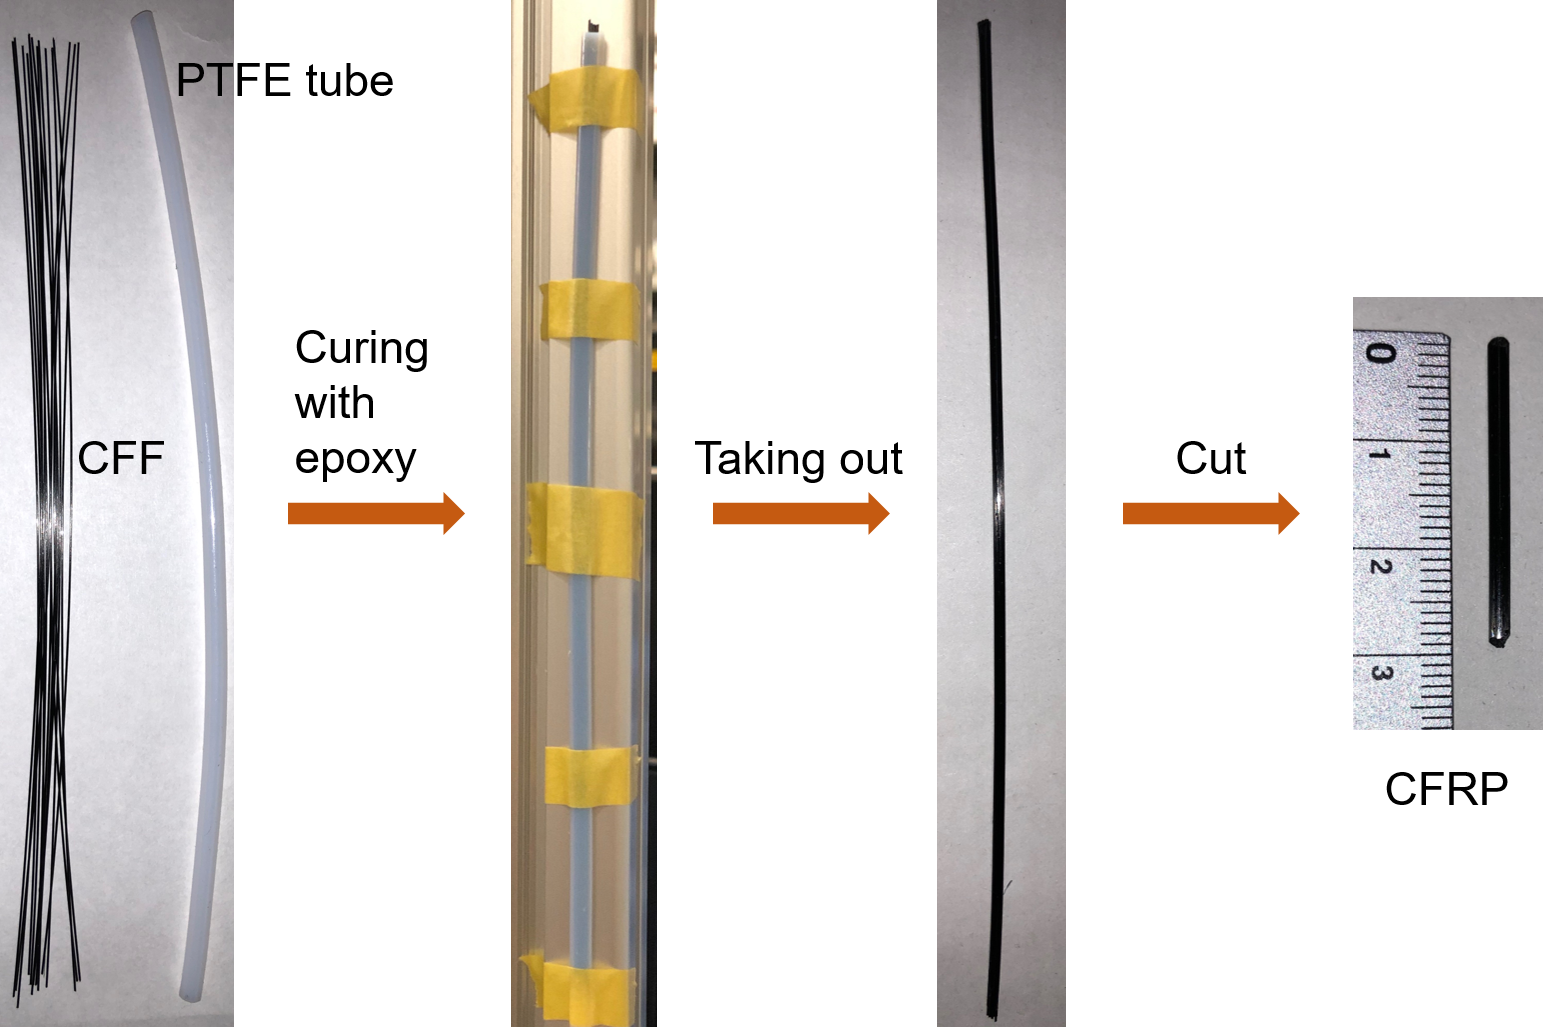 PTFE tube
CFF
Curing
with
epoxy
Taking out
Cut
0
1
2
3
CFRP